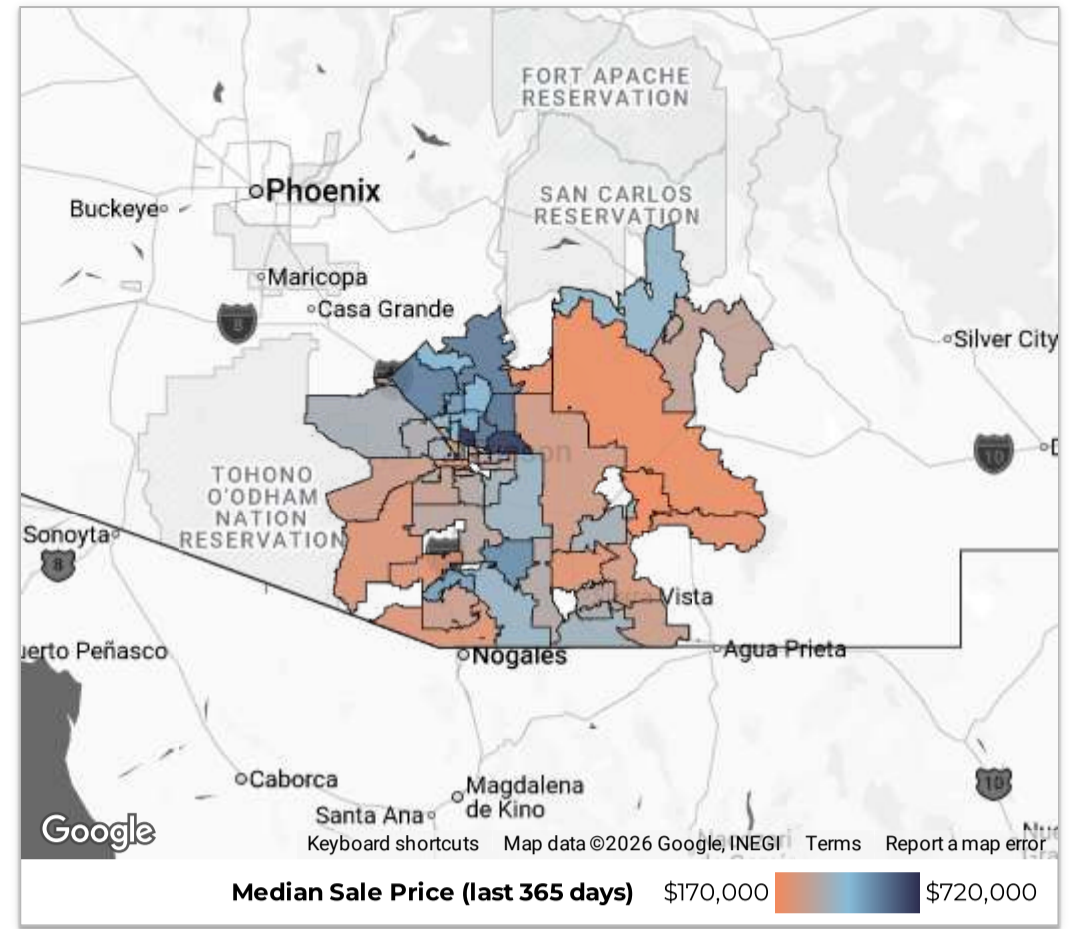 FORT APACHE
RESERVATION
Phoenix
SAN CARLOS
RESERVATION
Buckeye
Maricopa
8
Casa Grande
Silver City
10
TOHONO
O'ODHAM
NATION
RESERVATION
Sonoyta
8
Vista
Nogales
Agua Prieta
uerto Peñasco
Caborca
Magdalena
de Kino
10
Santa Ana
Google
Keyboard shortcuts Map data ©2026 Google, INEGI Terms Report a map error
Median Sale Price (last 365 days) $170,000 $720,000